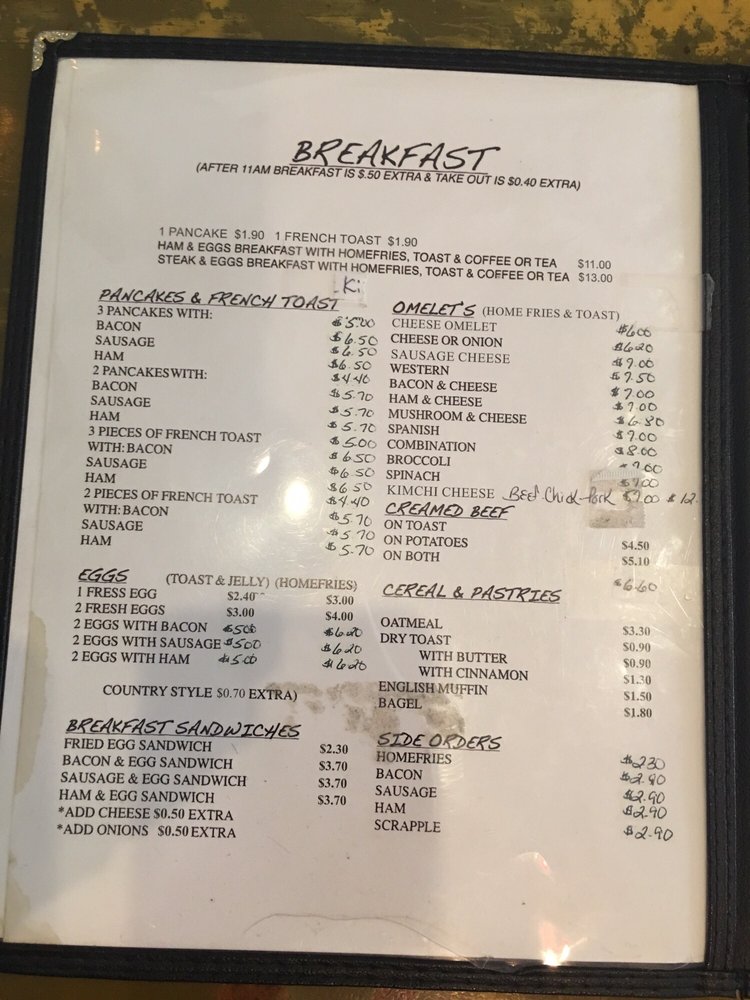 BREAKFAST
(AFTER 11AM BREAKFAST IS $.50 EXTRA & TAKE OUT IS $0.40 EXTRA)
1 PANCAKE $1.90 1 FRENCH TOAST $1.90
HAM & EGGS BREAKFAST WITH HOMEFRIES, TOAST & COFFEE OR TEA $11.00
STEAK & EGGS BREAKFAST WITH HOMEFRIES, TOAST & COFFEE OR TEA $13.00
Ki
PANCAKES & FRENCH TOAST
3 PANCAKES WITH: $5.00
BACON $6.50
SAUSAGE $6.50
HAM $6.50
2 PANCAKES WITH: $4.40
BACON $5.70
SAUSAGE $5.70
HAM $5.70
3 PIECES OF FRENCH TOAST $5.00
WITH: BACON $6.50
SAUSAGE $6.50
HAM $6.50
2 PIECES OF FRENCH TOAST $4.40
WITH: BACON $5.70
SAUSAGE $5.70
HAM $5.70
EGGS (TOAST & JELLY) (HOMEFRIES)
1 FRESS EGG $2.40 $3.00
2 FRESH EGGS $3.00 $4.00
2 EGGS WITH BACON $5.00 $6.20
2 EGGS WITH SAUSAGE $5.00 $6.20
2 EGGS WITH HAM $5.00 $6.20
COUNTRY STYLE $0.70 EXTRA)
BREAKFAST SANDWICHES
FRIED EGG SANDWICH $2.30
BACON & EGG SANDWICH $3.70
SAUSAGE & EGG SANDWICH $3.70
HAM & EGG SANDWICH $3.70
*ADD CHEESE $0.50 EXTRA
*ADD ONIONS $0.50 EXTRA
OMELET'S (HOME FRIES & TOAST)
CHEESE OMELET $6.00
CHEESE OR ONION $6.20
SAUSAGE CHEESE $7.00
WESTERN $7.50
BACON & CHEESE $7.00
HAM & CHEESE $7.00
MUSHROOM & CHEESE $6.80
SPANISH $7.00
COMBINATION $8.00
BROCCOLI $7.00
SPINACH $7.00
KIMCHI CHEESE Beef-Chick-Pork $7.00 $12.
CREAMED BEEF
ON TOAST $4.50
ON POTATOES $5.10
ON BOTH $6.60
CEREAL & PASTRIES
OATMEAL $3.30
DRY TOAST $0.90
WITH BUTTER $0.90
WITH CINNAMON $1.30
ENGLISH MUFFIN $1.50
BAGEL $1.80
SIDE ORDERS
HOMEFRIES $2.30
BACON $2.90
SAUSAGE $2.90
HAM $2.90
SCRAPPLE $2.90